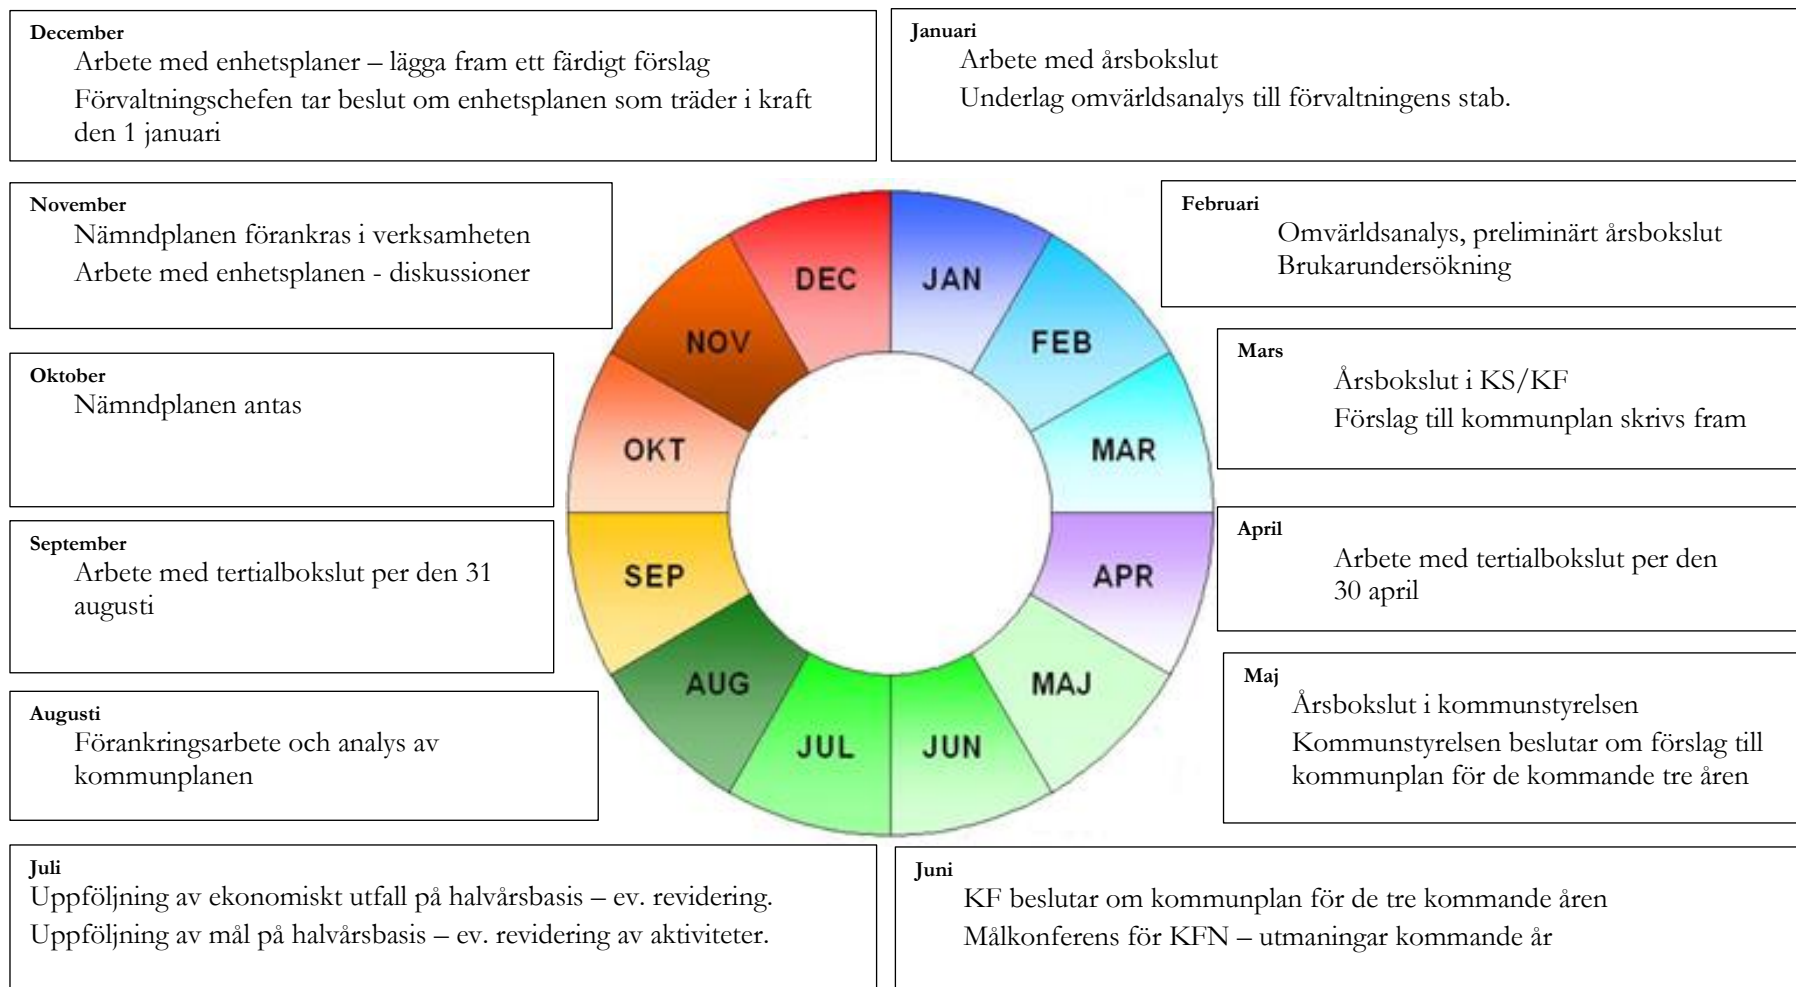 December
Arbete med enhetsplaner – lägga fram ett färdigt förslag
Förvaltningschefen tar beslut om enhetsplanen som träder i kraft
den 1 januari
Januari
Arbete med årsbokslut
Underlag omvärldsanalys till förvaltningens stab.
November
Nämndplanen förankras i verksamheten
Arbete med enhetsplanen - diskussioner
Februari
Omvärldsanalys, preliminärt årsbokslut
Brukarundersökning
Oktober
Nämndplanen antas
Mars
Årsbokslut i KS/KF
Förslag till kommunplan skrivs fram
September
Arbete med tertialbokslut per den 31
augusti
April
Arbete med tertialbokslut per den
30 april
Augusti
Förankringsarbete och analys av
kommunplanen
Maj
Årsbokslut i kommunstyrelsen
Kommunstyrelsen beslutar om förslag till
kommunplan för de kommande tre åren
Juli
Uppföljning av ekonomiskt utfall på halvårsbasis – ev. revidering.
Uppföljning av mål på halvårsbasis – ev. revidering av aktiviteter.
Juni
KF beslutar om kommunplan för de tre kommande åren
Målkonferens för KFN – utmaningar kommande år
DEC
JAN
NOV
FEB
OKT
MAR
SEP
APR
AUG
MAJ
JUL
JUN